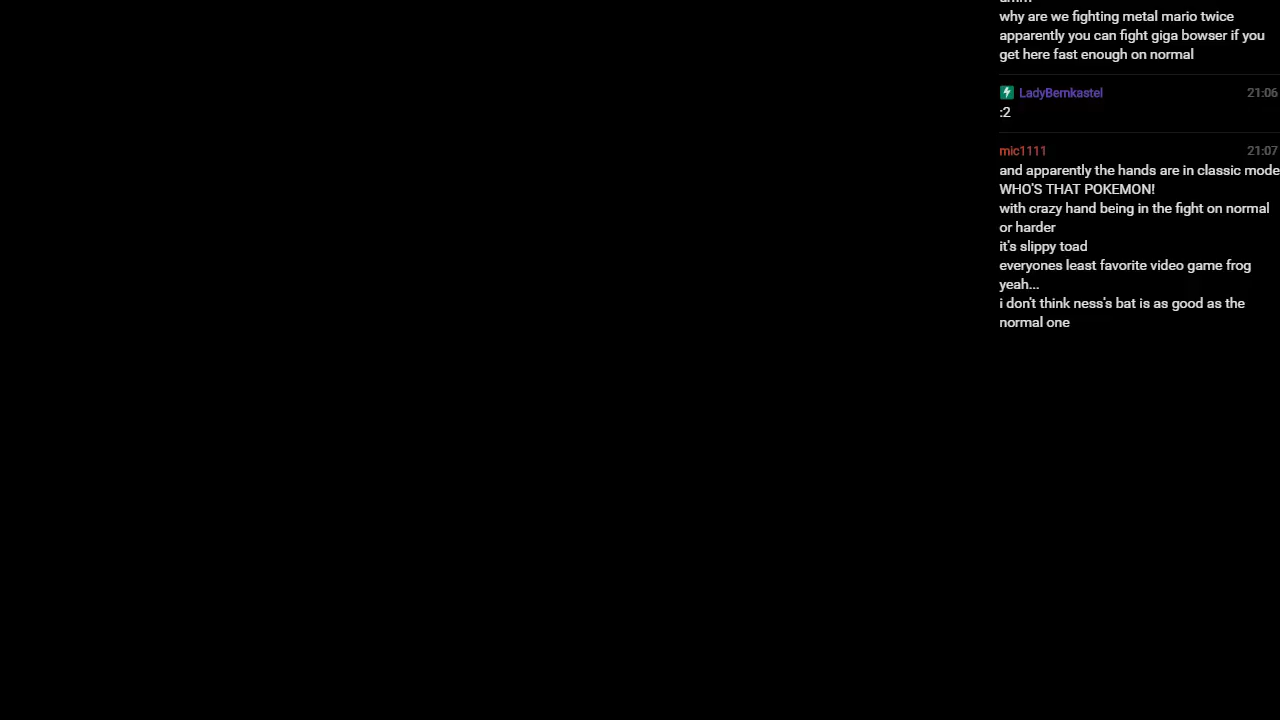 why are we fighting metal mario twice
apparently you can fight giga bowser if you
get here fast enough on normal
LadyBernkastel 21:06
:2
mic1111 21:07
and apparently the hands are in classic mode
WHO'S THAT POKEMON!
with crazy hand being in the fight on normal
or harder
it's slippy toad
everyones least favorite video game frog
yeah...
i don't think ness's bat is as good as the
normal one